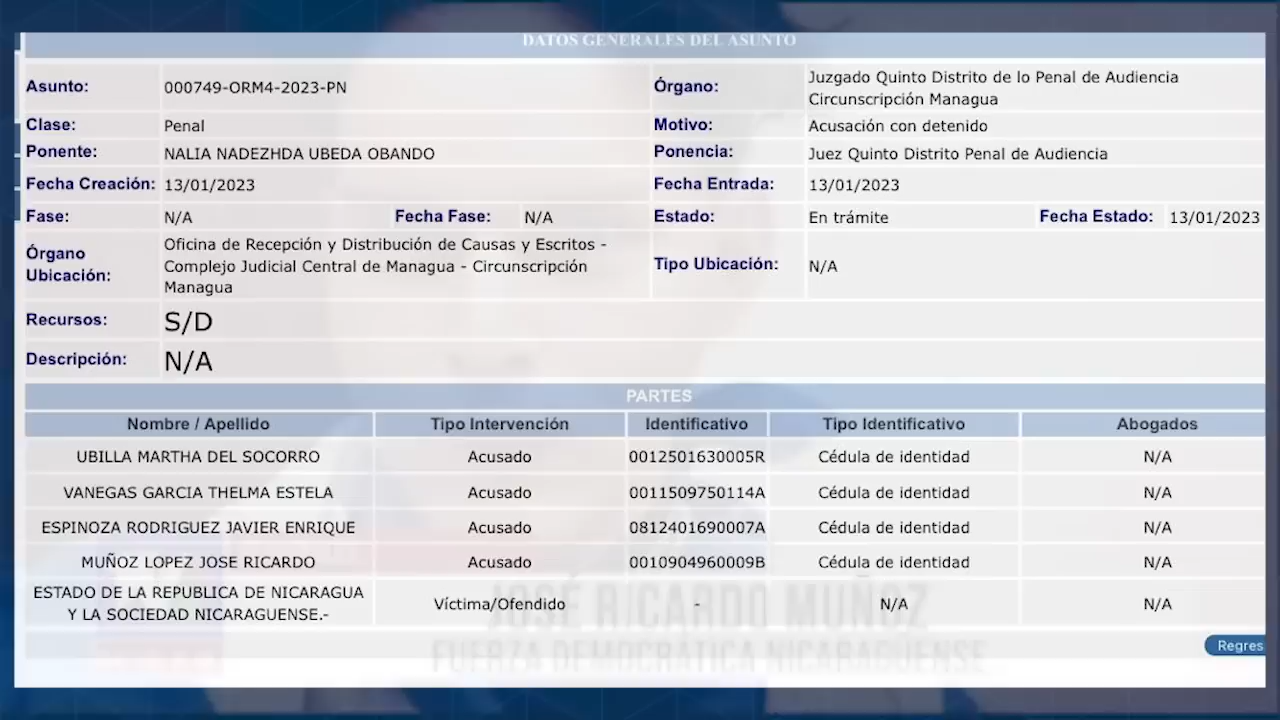 DATOS GENERALES DEL ASUNTO
Asunto: 000749-ORM4-2023-PN Órgano: Juzgado Quinto Distrito de lo Penal de Audiencia
Circunscripción Managua
Clase: Penal Motivo: Acusación con detenido
Ponente: NALIA NADEZHDA UBEDA OBANDO Ponencia: Juez Quinto Distrito Penal de Audiencia
Fecha Creación: 13/01/2023 Fecha Entrada: 13/01/2023
Fase: N/A Fecha Fase: N/A Estado: En trámite Fecha Estado: 13/01/2023
Órgano Ubicación: Oficina de Recepción y Distribución de Causas y Escritos -
Complejo Judicial Central de Managua - Circunscripción
Managua
Tipo Ubicación: N/A
Recursos: S/D
Descripción: N/A
PARTES
Nombre / Apellido Tipo Intervención Identificativo Tipo Identificativo Abogados
UBILLA MARTHA DEL SOCORRO Acusado 0012501630005R Cédula de identidad N/A
VANEGAS GARCIA THELMA ESTELA Acusado 0011509750114A Cédula de identidad N/A
ESPINOZA RODRIGUEZ JAVIER ENRIQUE Acusado 0812401690007A Cédula de identidad N/A
MUÑOZ LOPEZ JOSE RICARDO Acusado 0010904960009B Cédula de identidad N/A
ESTADO DE LA REPUBLICA DE NICARAGUA
Y LA SOCIEDAD NICARAGUENSE.- Víctima/Ofendido - N/A N/A
JOSÉ RICARDO MUÑOZ
Regres
FUERZA DEMOCRÁTICA NICARAGUENSE